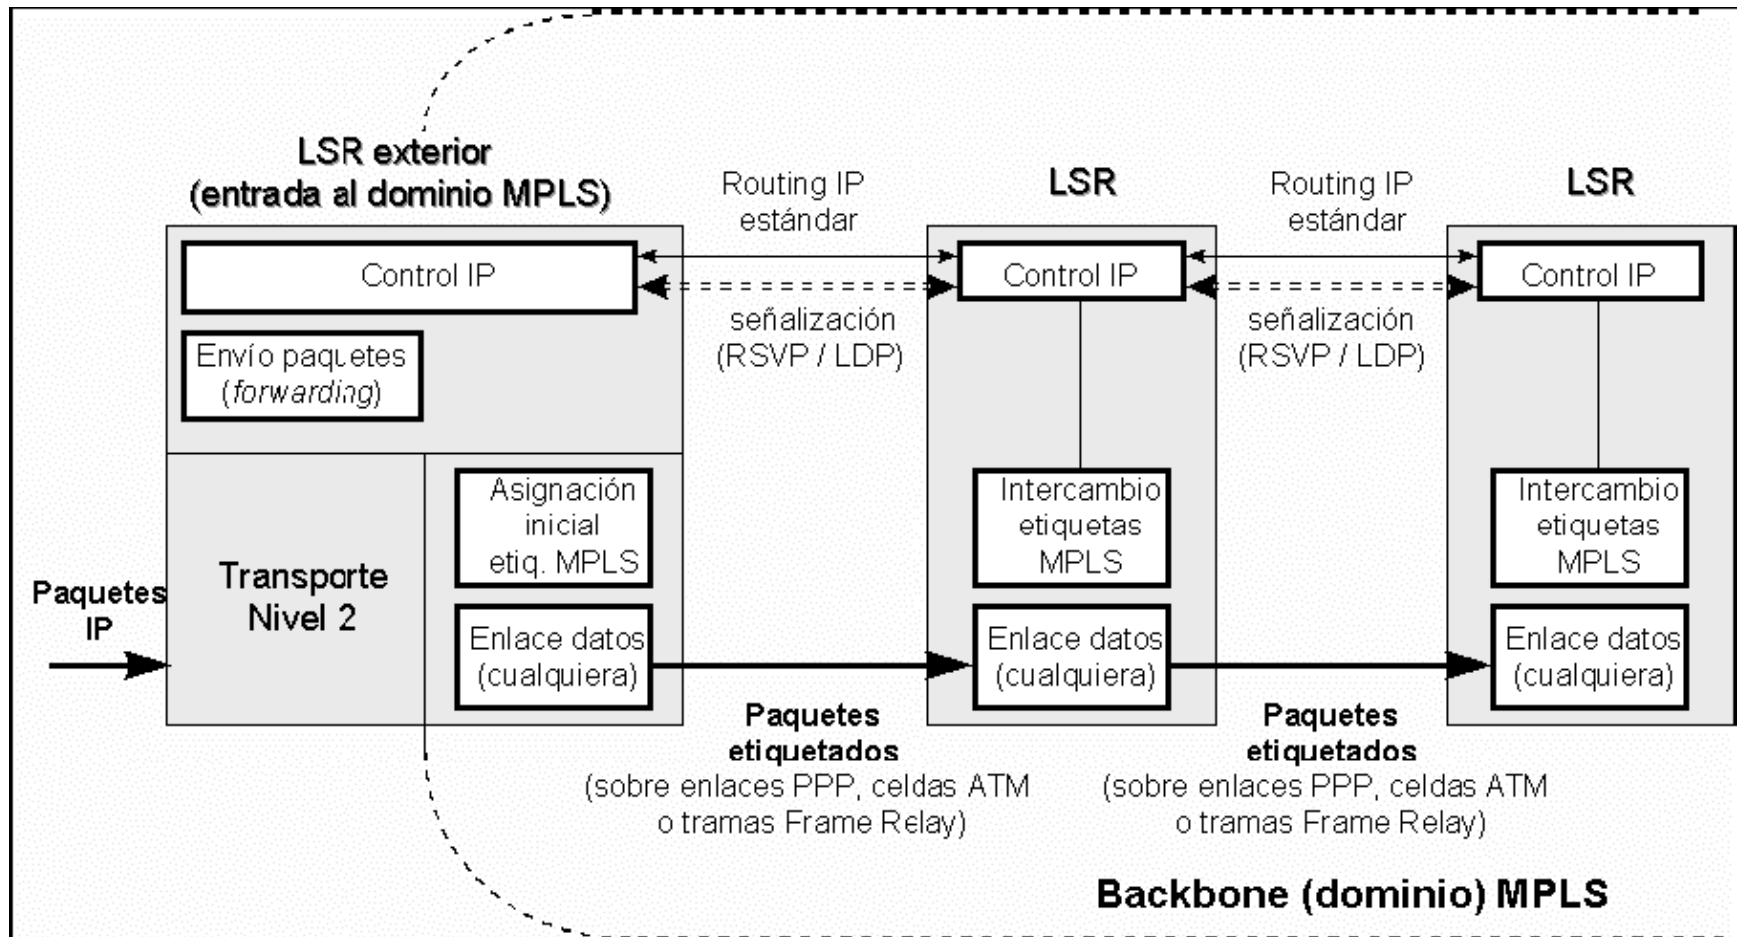 LSR exterior
(entrada al dominio MPLS)
Control IP
Envío paquetes
(forwarding)
Transporte
Nivel 2
Asignación
inicial
etiq. MPLS
Enlace datos
(cualquiera)
Paquetes
IP
Routing IP
estándar
señalización
(RSVP / LDP)
Paquetes
etiquetados
(sobre enlaces PPP, celdas ATM
o tramas Frame Relay)
LSR
Control IP
Intercambio
etiquetas
MPLS
Enlace datos
(cualquiera)
Routing IP
estándar
señalización
(RSVP / LDP)
Paquetes
etiquetados
(sobre enlaces PPP, celdas ATM
o tramas Frame Relay)
LSR
Control IP
Intercambio
etiquetas
MPLS
Enlace datos
(cualquiera)
Backbone (dominio) MPLS